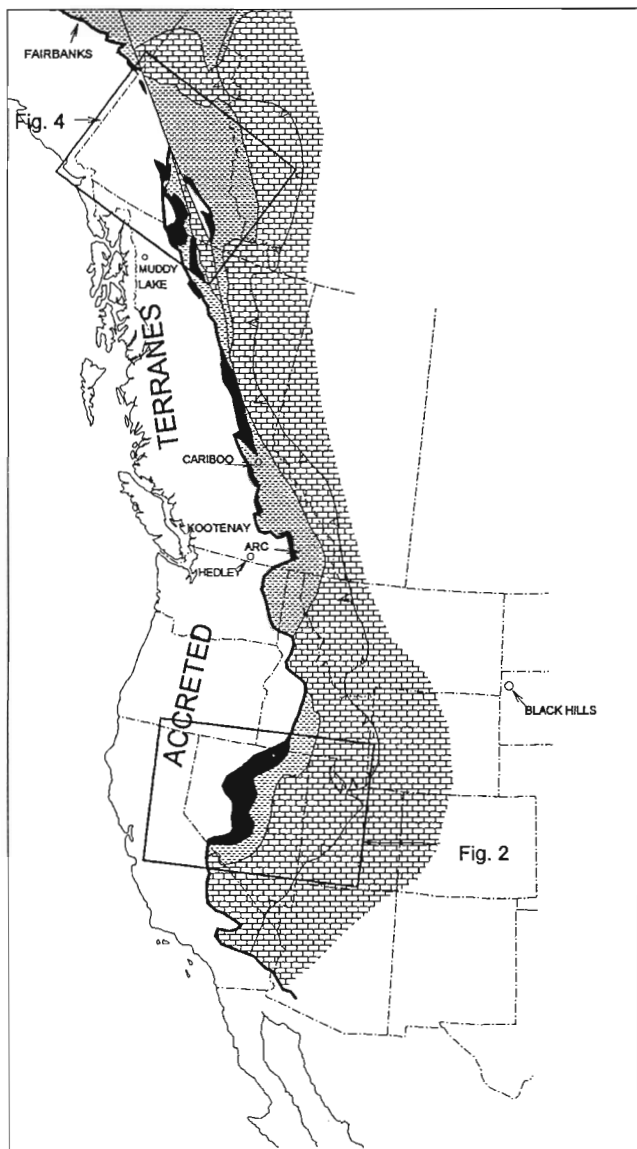 FAIRBANKS
Fig. 4
MUDDY
LAKE
TERRANES
CARIBOO
KOOTENAY
ARC
HEDLEY
ACCRETED
BLACK HILLS
Fig. 2